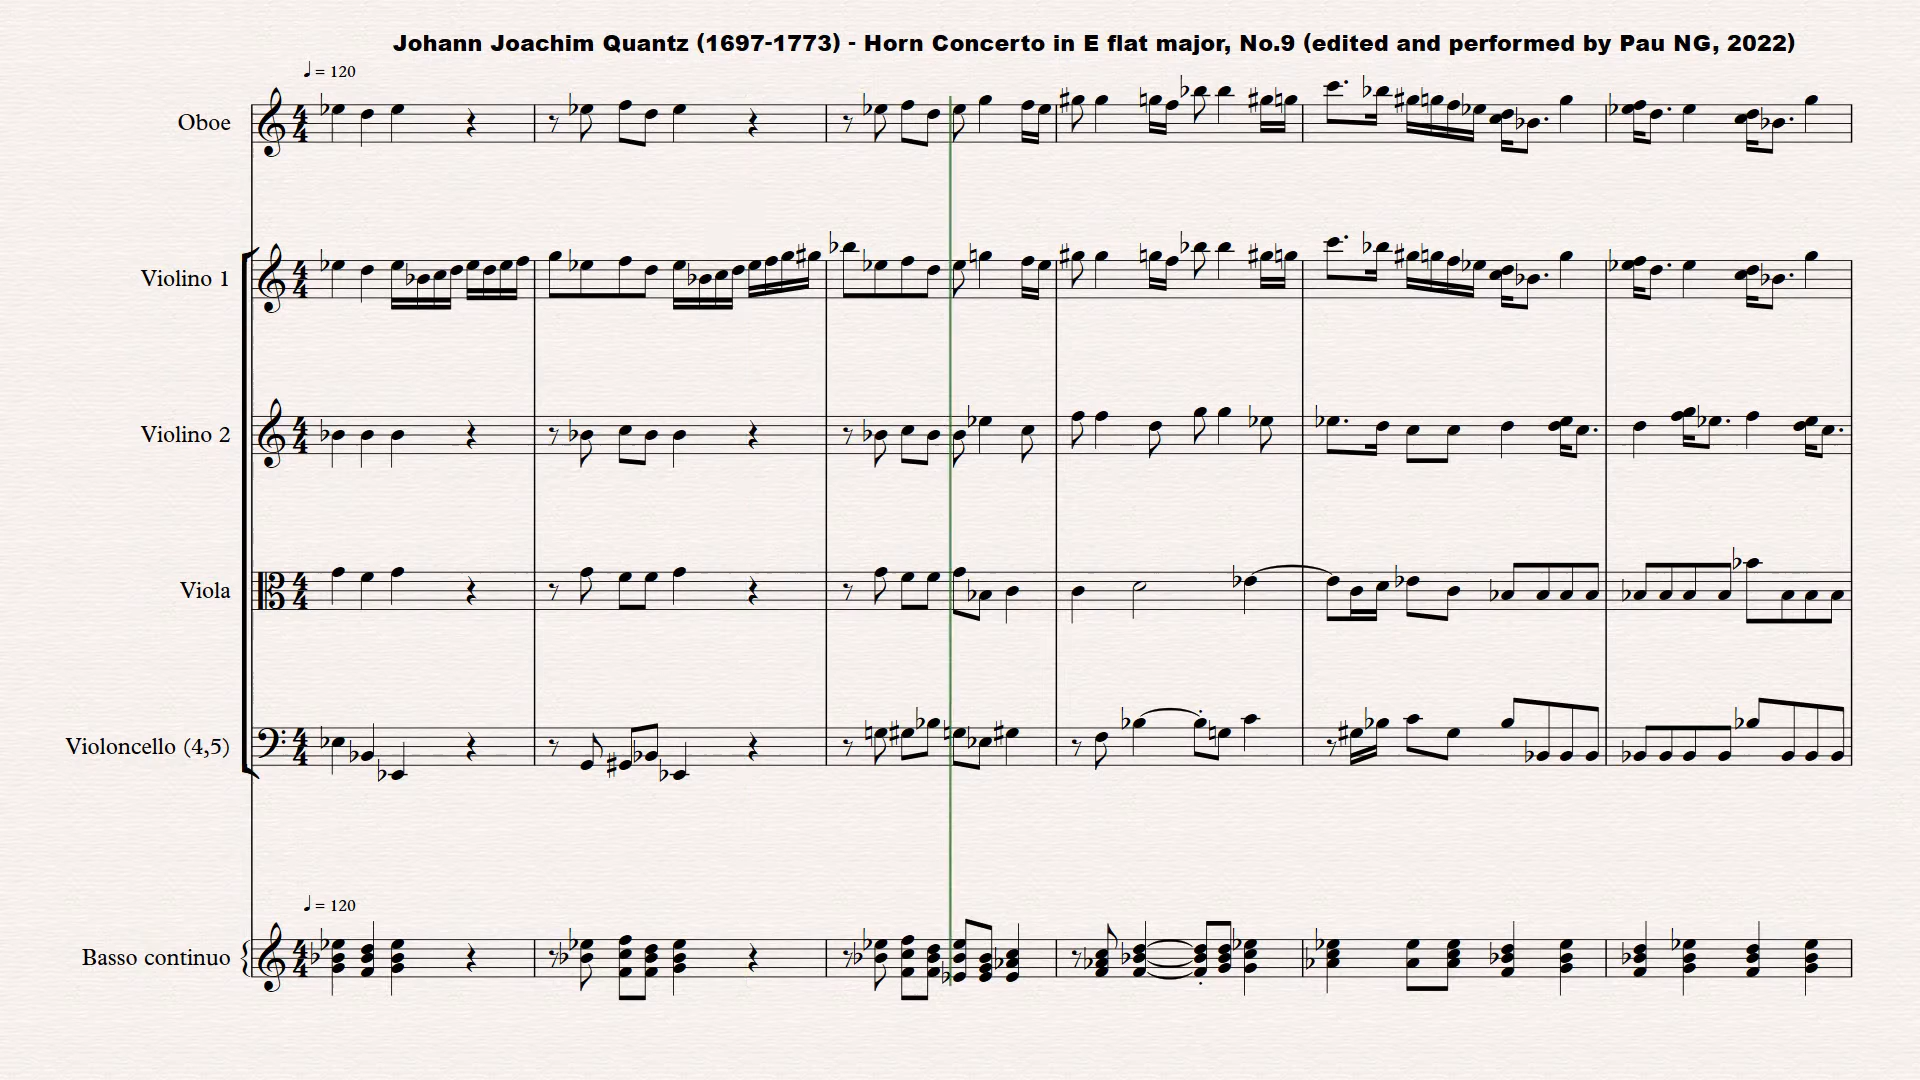 Johann Joachim Quantz (1697-1773) - Horn Concerto in E flat major, No.9 (edited and performed by Pau NG, 2022)
♩ = 120
Oboe
Violino 1
Violino 2
Viola
Violoncello (4,5)
♩ = 120
Basso continuo